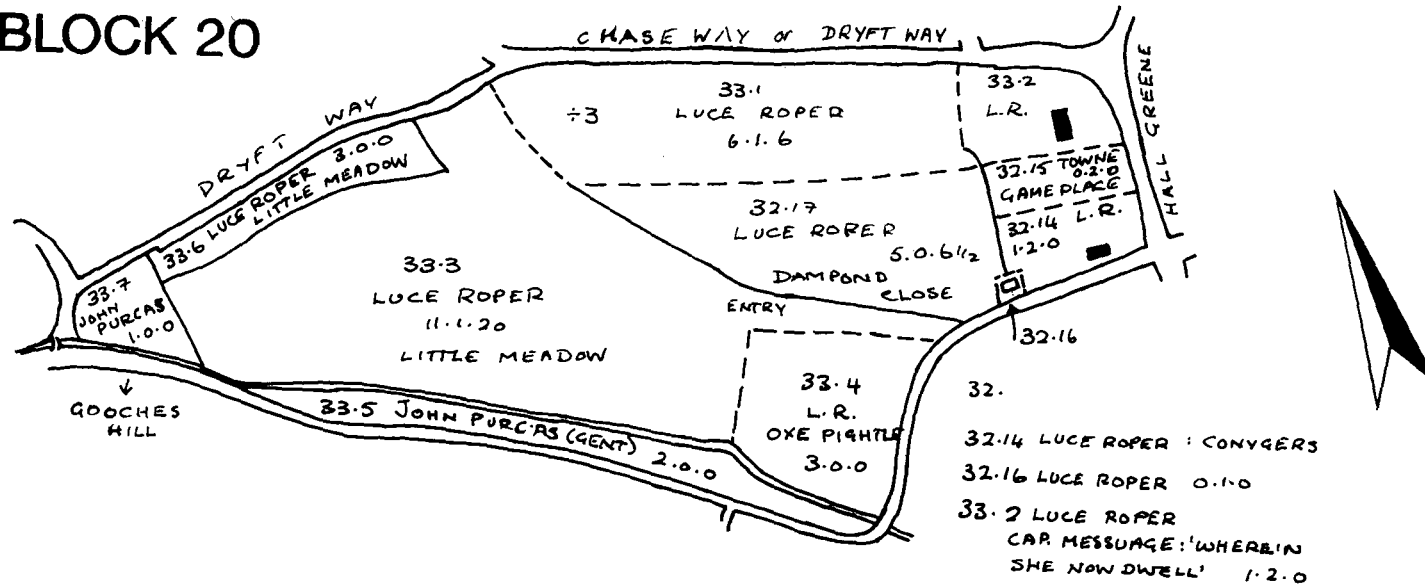 BLOCK 20
CHASE WAY or DRYFT WAY
HALL GREENE
DRYFT WAY
33.1
÷3 LUCE ROPER
6.1.6
33.2
L.R.
32.15 TOWNE
0.2.0
GAME PLACE
32.14 L.R.
1.2.0
32.17
LUCE ROPER
5.0.6½
DAMPOND
CLOSE
ENTRY
32.16
33.6 LUCE ROPER 3.0.0
LITTLE MEADOW
33.3
LUCE ROPER
11.1.20
LITTLE MEADOW
33.7
JOHN
PURCAS
1.0.0
GOOCHES
HILL
33.5 JOHN PURCAS (GENT) 2.0.0
33.4
L.R.
OXE PIGHTLE
3.0.0
32.
32.14 LUCE ROPER : CONYGERS
32.16 LUCE ROPER 0.1.0
33.2 LUCE ROPER
CAP. MESSUAGE: 'WHEREIN
SHE NOW DWELL' 1.2.0